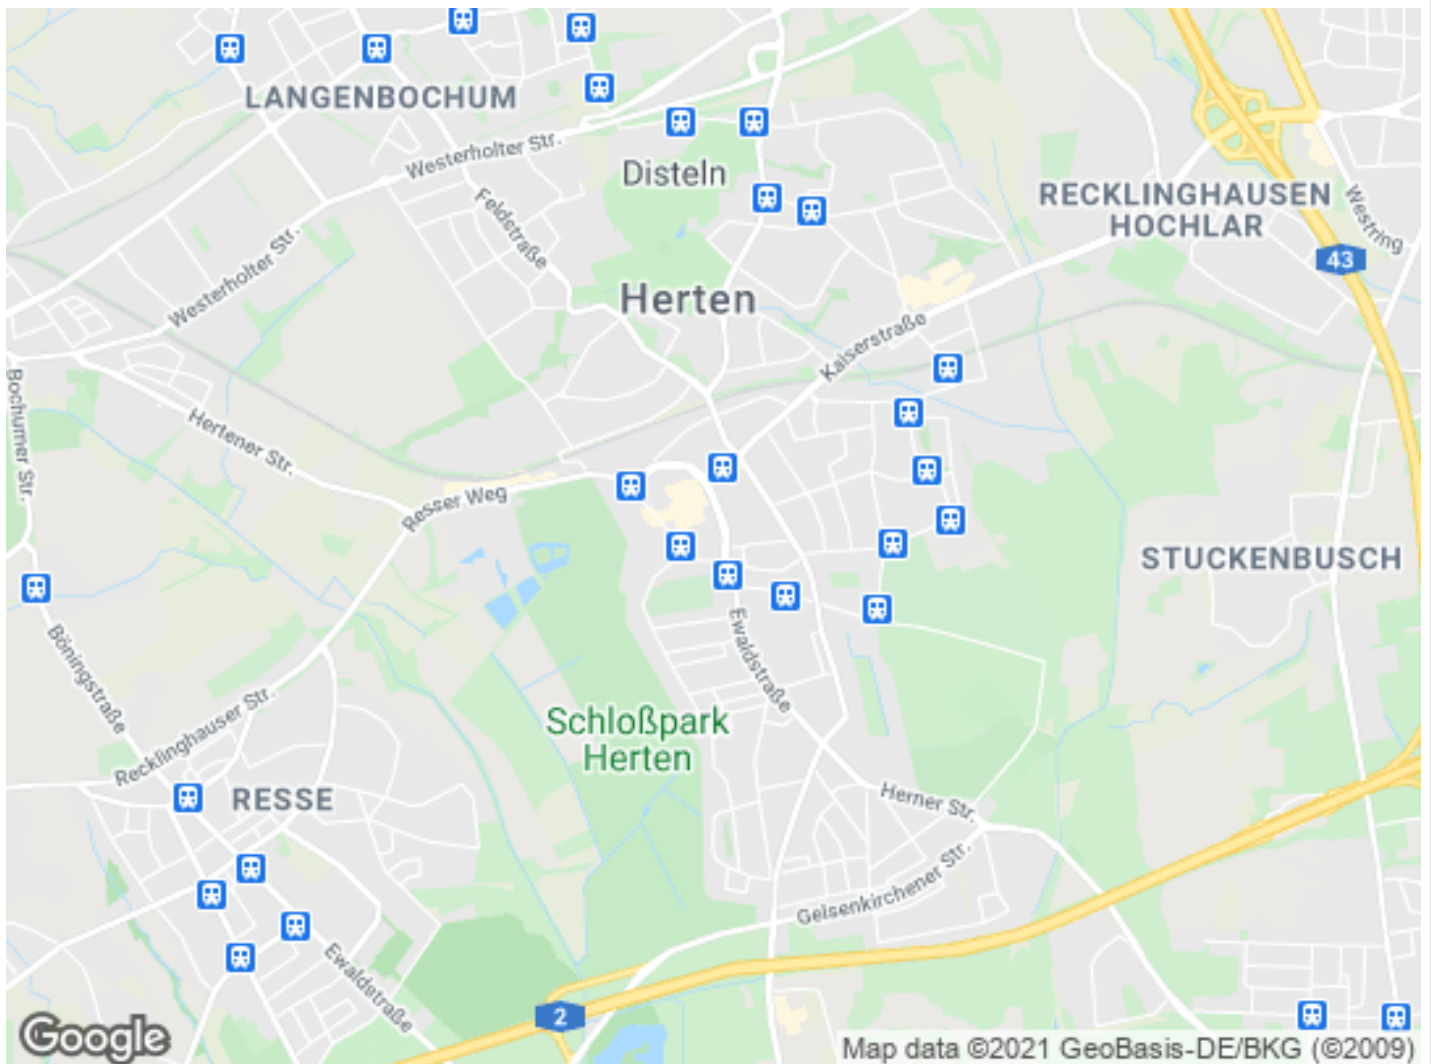 LANGENBOCHUM
Westerholter Str.
Disteln
RECKLINGHAUSEN
HOCHLAR
Westring
Feldstraße
43
Westerholter Str.
Herten
Kaiserstraße
Bochumer Str.
Hertener Str.
Resser Weg
STUCKENBUSCH
Böningstraße
Ewaldstraße
Recklinghauser Str.
Schloßpark
Herten
RESSE
Herner Str.
Gelsenkirchener Str.
Ewaldstraße
2
Google
Map data ©2021 GeoBasis-DE/BKG (©2009)